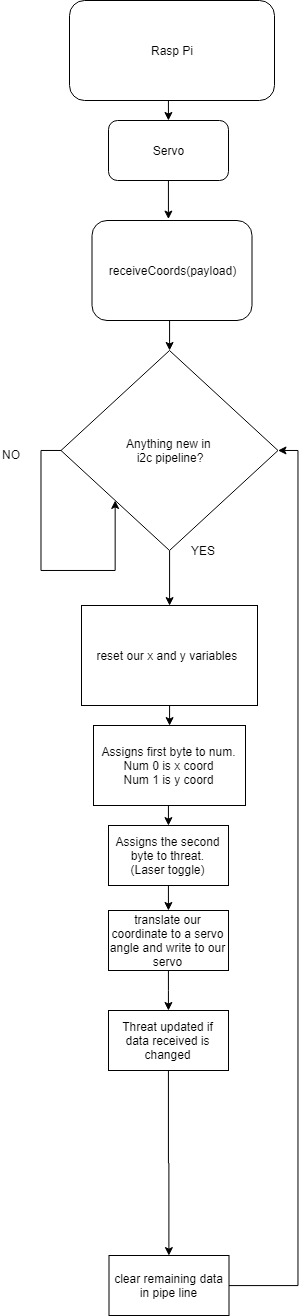 Rasp Pi
Servo
receiveCoords(payload)
Anything new in
i2c pipeline?
NO
YES
reset our x and y variables
Assigns first byte to num.
Num 0 is x coord
Num 1 is y coord
Assigns the second
byte to threat.
(Laser toggle)
translate our
coordinate to a servo
angle and write to our
servo
Threat updated if
data received is
changed
clear remaining data
in pipe line